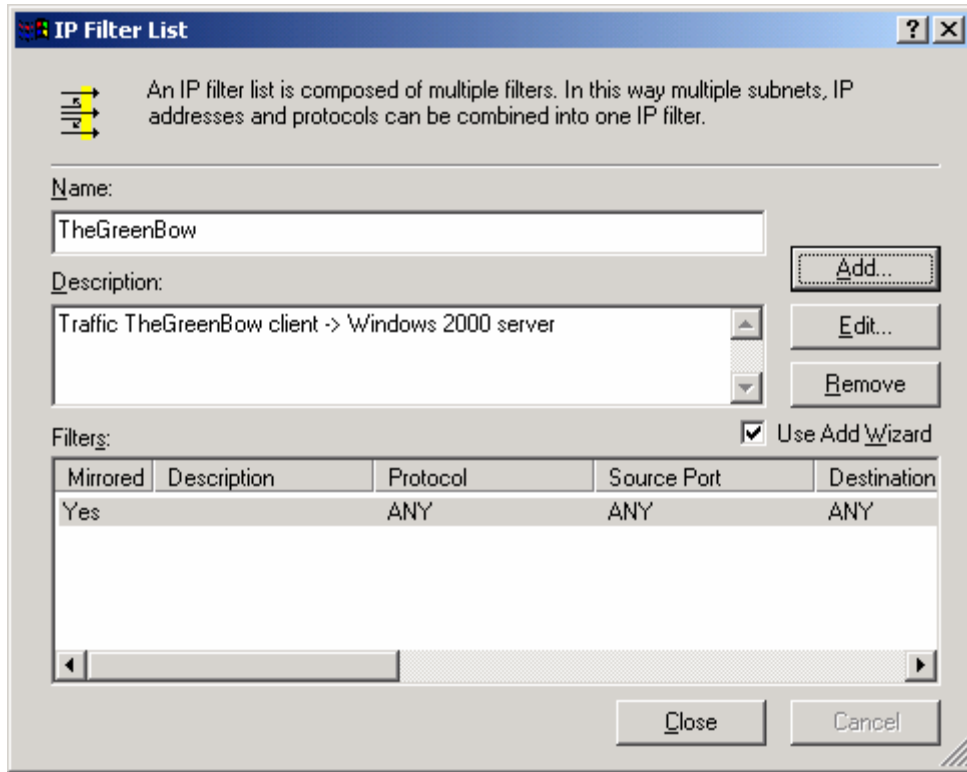 IP Filter List
An IP filter list is composed of multiple filters. In this way multiple subnets, IP
addresses and protocols can be combined into one IP filter.
Name:
TheGreenBow
Add...
Description:
Traffic TheGreenBow client -> Windows 2000 server
Edit...
Remove
Filters:
Use Add Wizard
Mirrored Description Protocol Source Port Destination
Yes ANY ANY ANY
Close Cancel